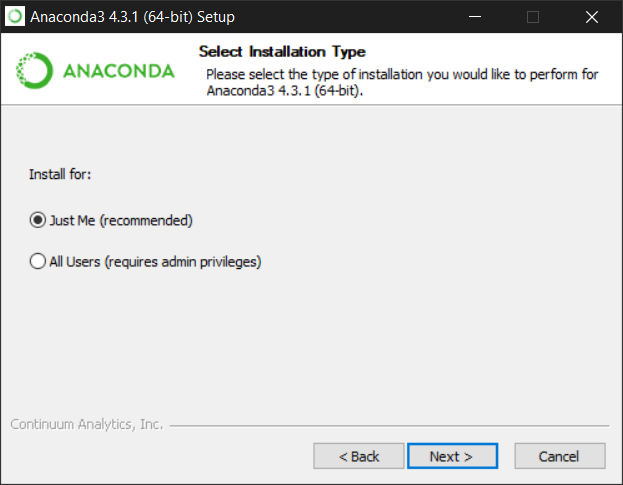 Anaconda3 4.3.1 (64-bit) Setup
ANACONDA
Select Installation Type
Please select the type of installation you would like to perform for
Anaconda3 4.3.1 (64-bit).
Install for:
Just Me (recommended)
All Users (requires admin privileges)
Continuum Analytics, Inc.
< Back
Next >
Cancel